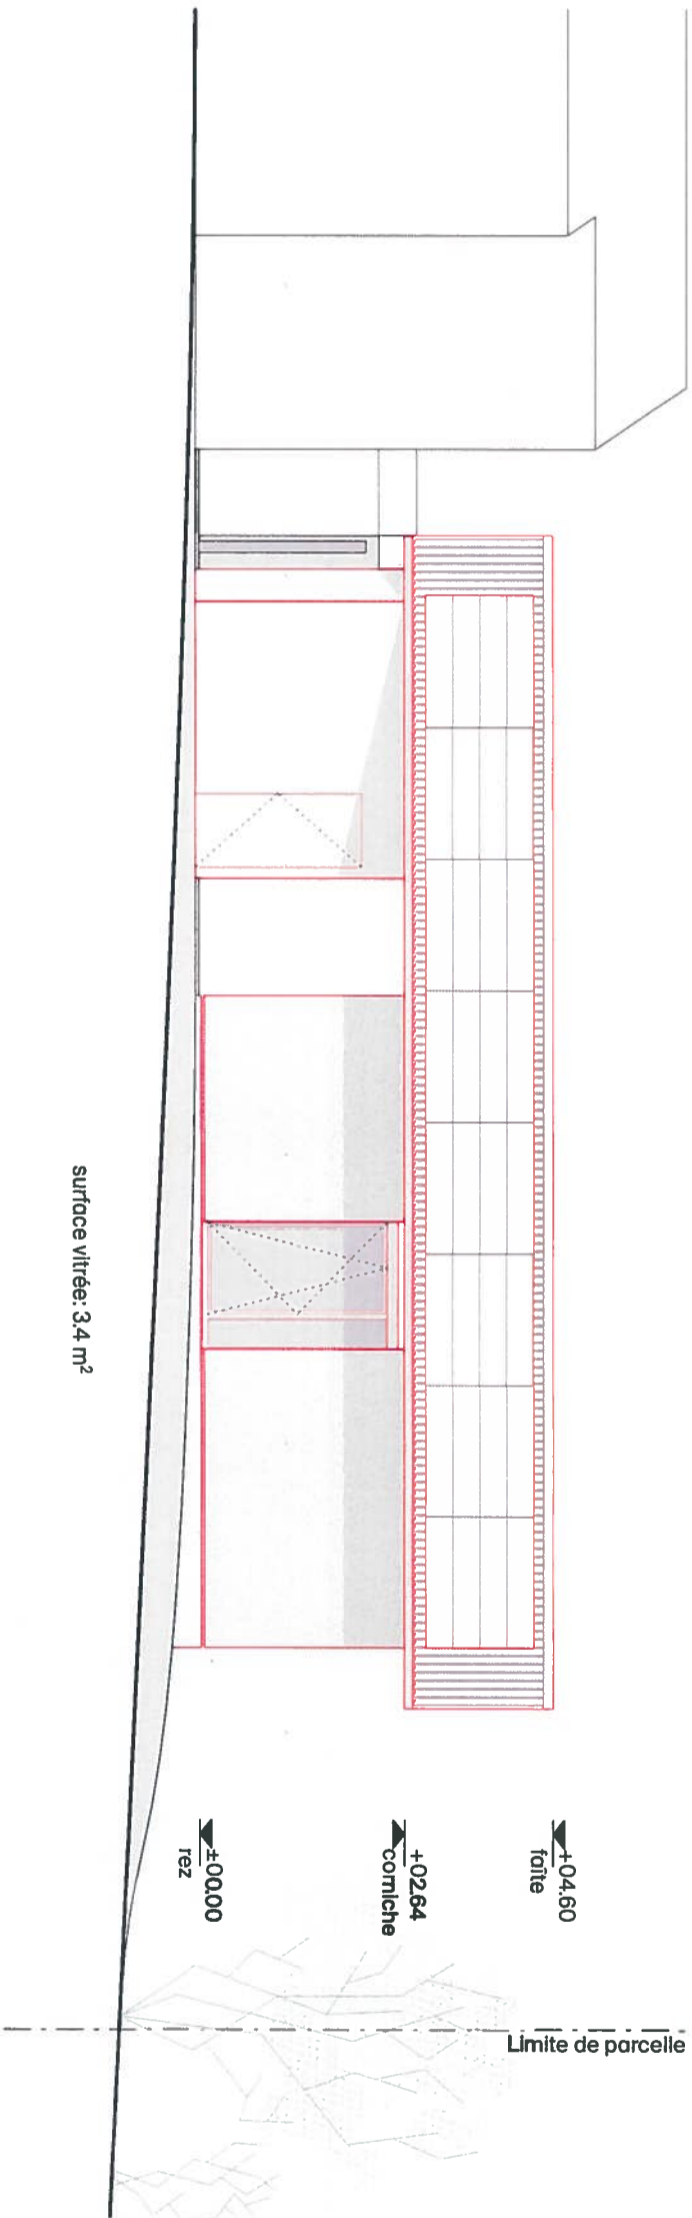 +04.60
faîte
+02.64
corniche
±00.00
rez
Limite de parcelle
surface vitrée: 3.4 m²